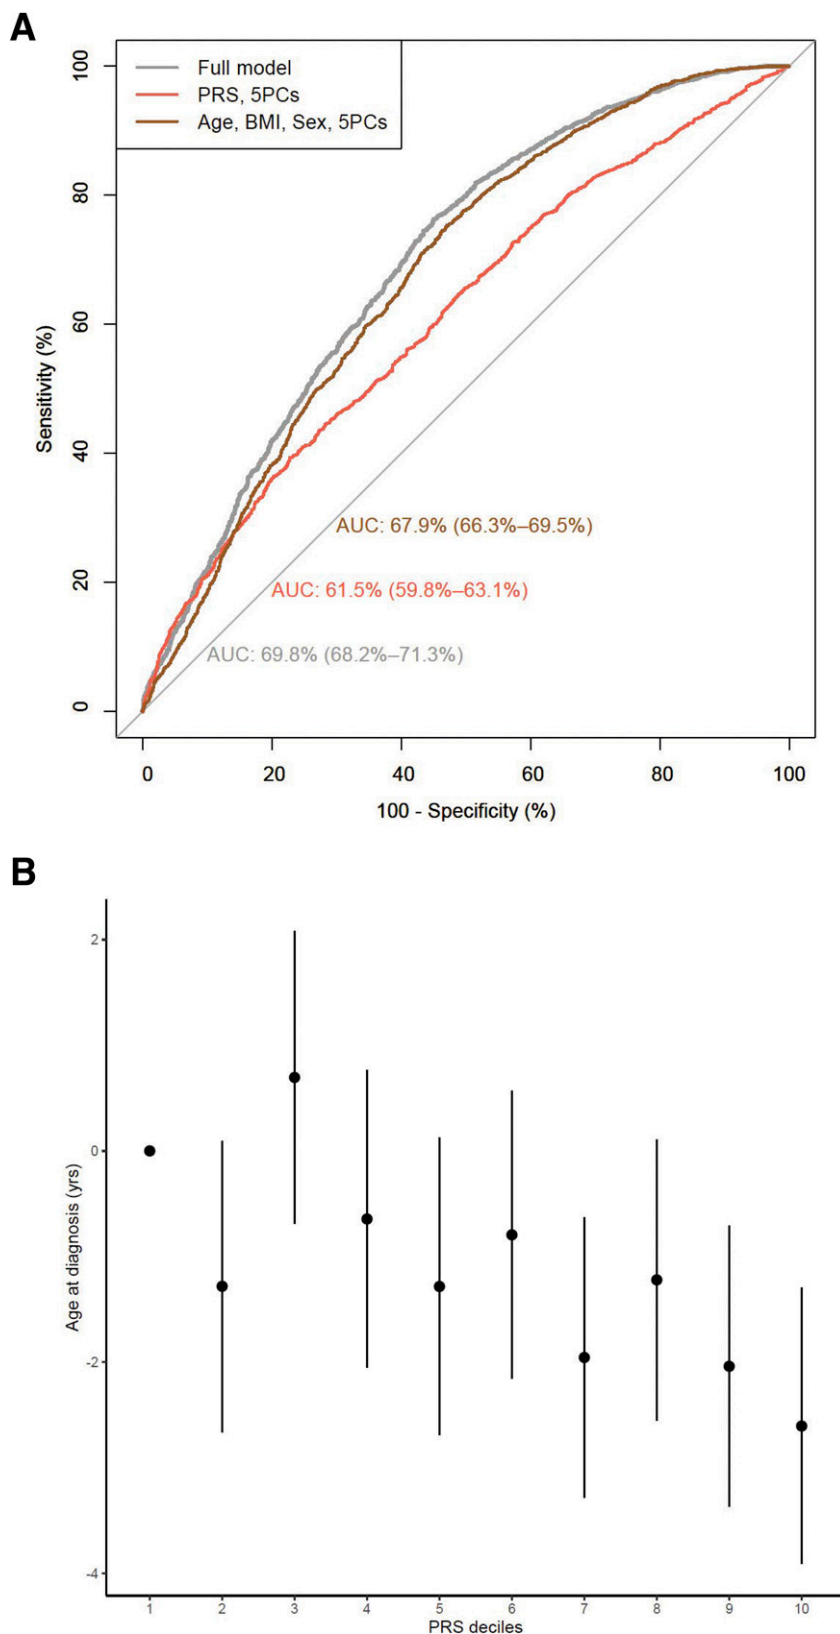 A
Full model
PRS, 5PCs
Age, BMI, Sex, 5PCs
100
80
60
40
20
0
Sensitivity (%)
AUC: 67.9% (66.3%–69.5%)
AUC: 61.5% (59.8%–63.1%)
AUC: 69.8% (68.2%–71.3%)
0 20 40 60 80 100
100 - Specificity (%)
B
2
0
-2
-4
Age at diagnosis (yrs)
1 2 3 4 5 6 7 8 9 10
PRS deciles